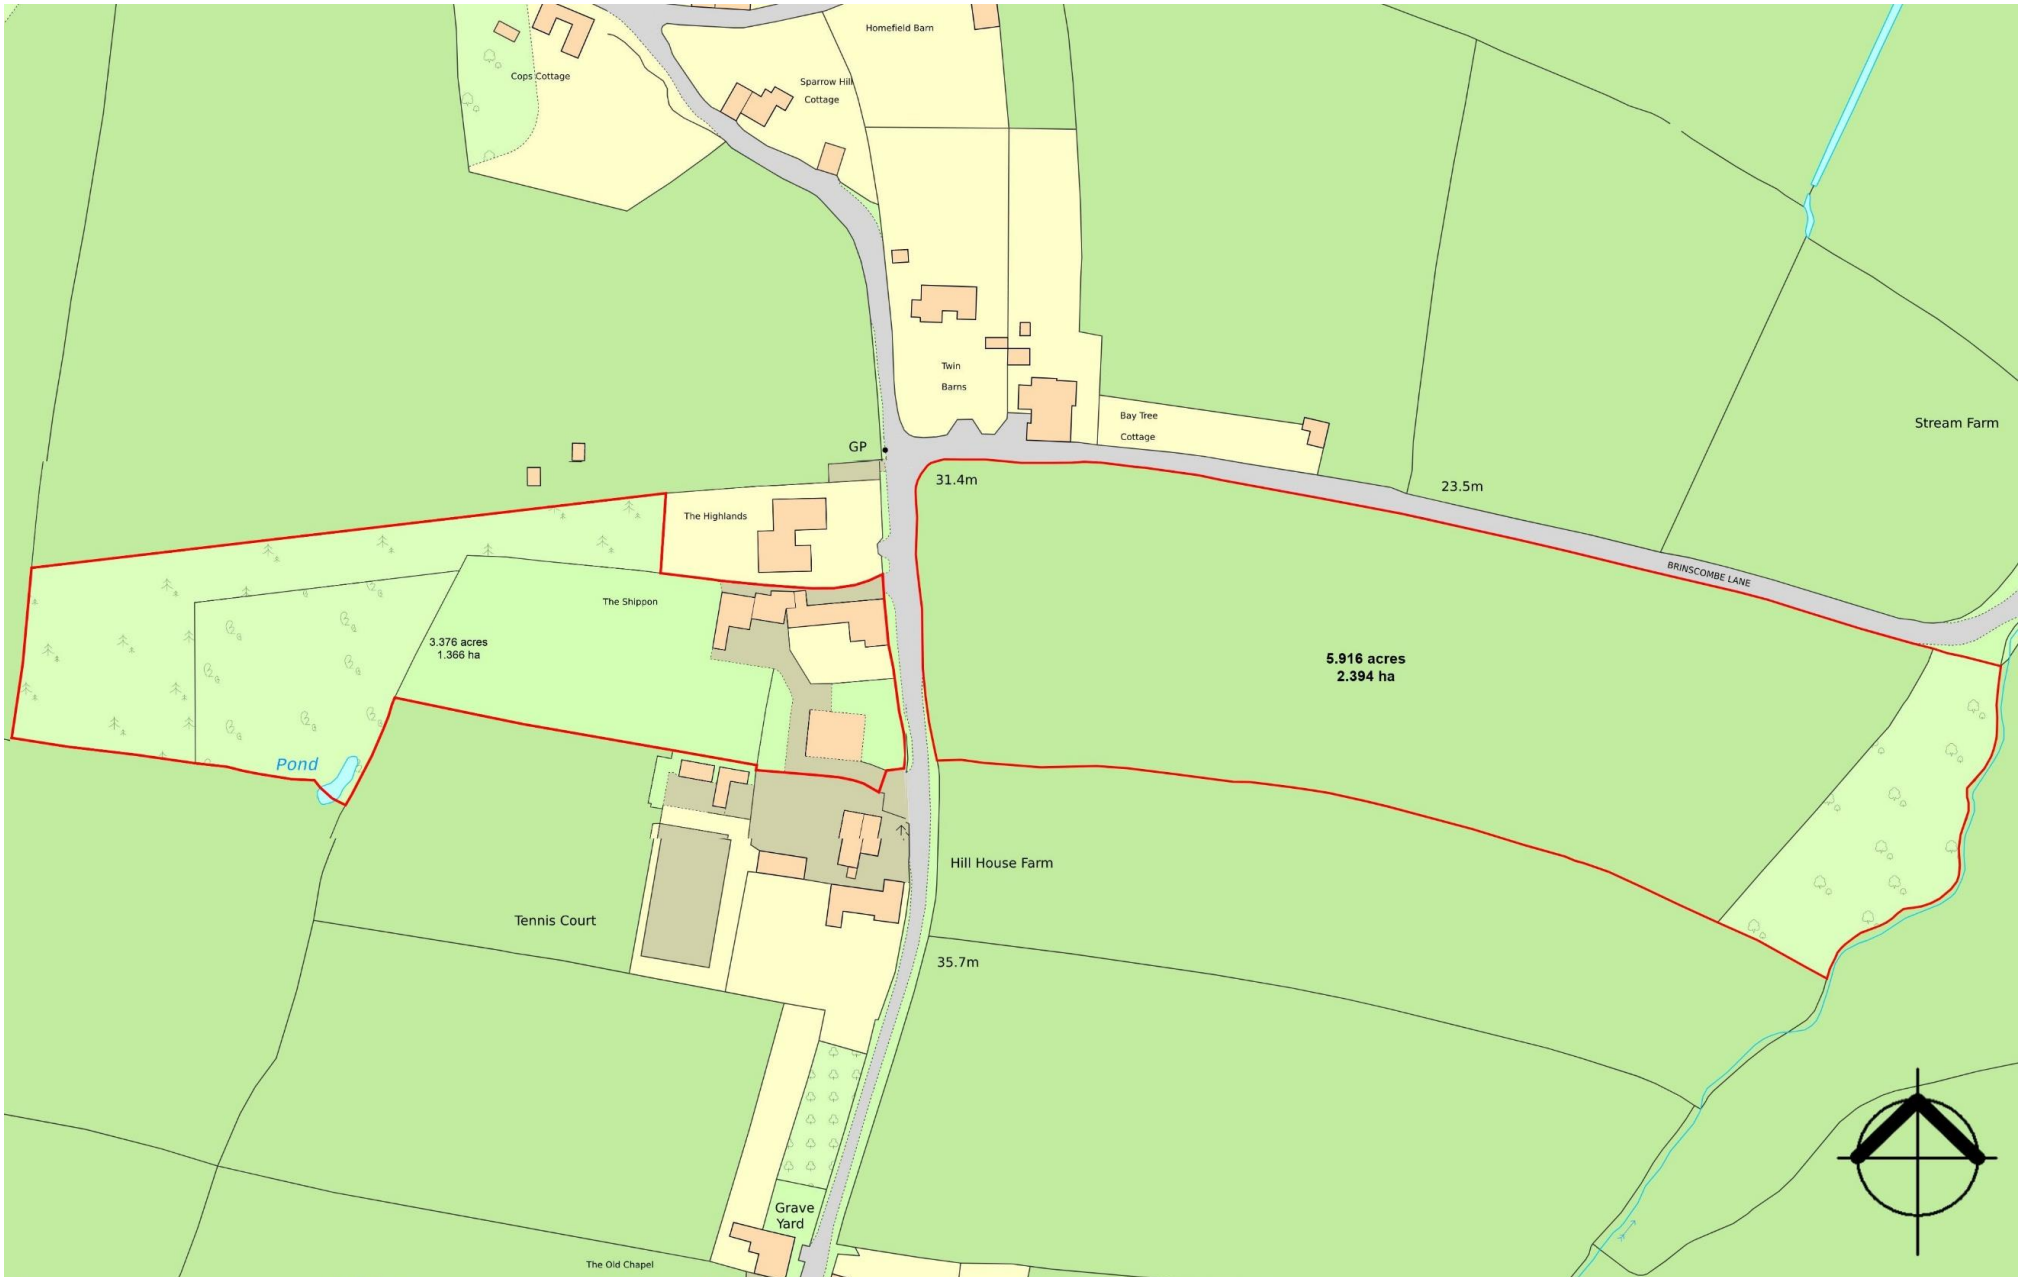 Homefield Barn
Cops Cottage
Sparrow Hill
Cottage
Twin
Barns
Bay Tree
Cottage
Stream Farm
GP
31.4m
23.5m
The Highlands
BRINSCOMBE LANE
The Shippon
3.376 acres
1.366 ha
5.916 acres
2.394 ha
Pond
Hill House Farm
Tennis Court
35.7m
Grave
Yard
The Old Chapel